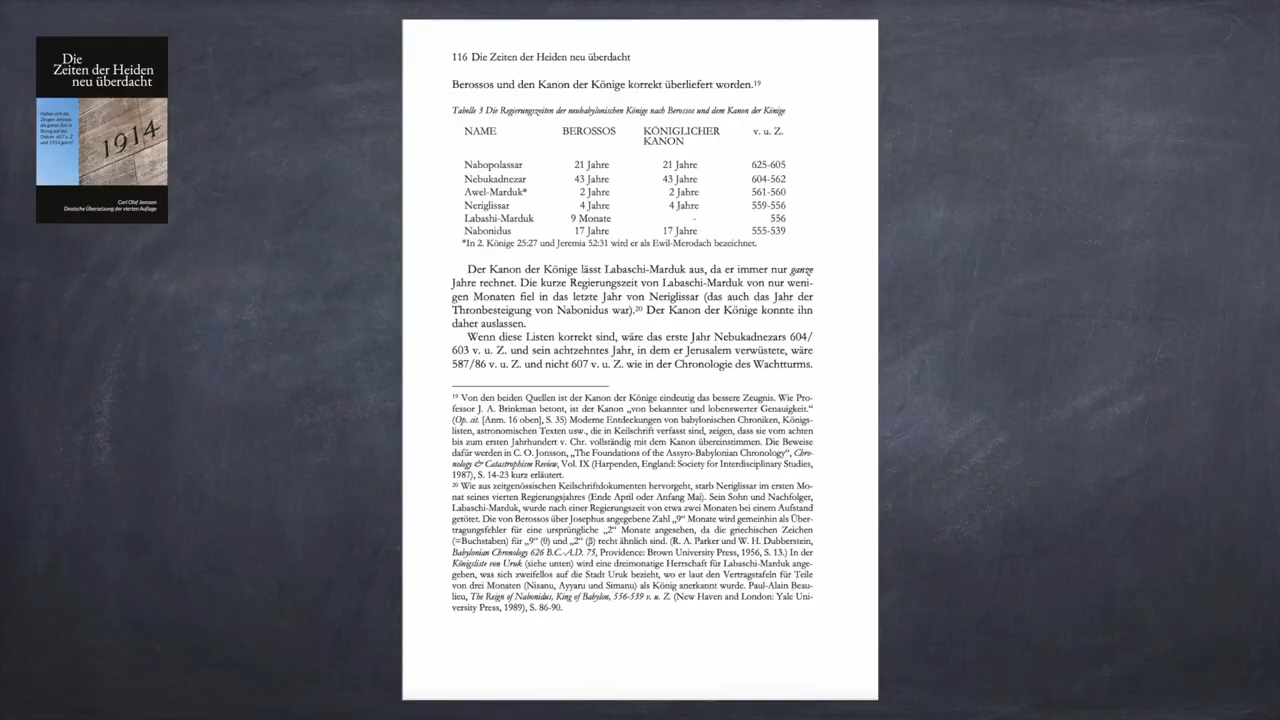 Die
Zeiten der Heiden
neu überdacht
Haben sich die
Zeugen Jehovas
die ganze Zeit in
Bezug auf das
Datum 607 u. Z.
und 1914 geirrt?
1914
Carl Olof Jonsson
Deutsche Übersetzung der vierten Auflage
116 Die Zeiten der Heiden neu überdacht
Berossos und den Kanon der Könige korrekt überliefert worden.¹⁹
Tabelle 3 Die Regierungszeiten der neubabylonischen Könige nach Berossos und dem Kanon der Könige
NAME BEROSSOS KÖNIGLICHER v. u. Z.
KANON
Nabopolassar 21 Jahre 21 Jahre 625-605
Nebukadnezar 43 Jahre 43 Jahre 604-562
Awel-Marduk* 2 Jahre 2 Jahre 561-560
Neriglissar 4 Jahre 4 Jahre 559-556
Labashi-Marduk 9 Monate - 556
Nabonidus 17 Jahre 17 Jahre 555-539
*In 2. Könige 25:27 und Jeremia 52:31 wird er als Ewil-Merodach bezeichnet.
Der Kanon der Könige lässt Labaschi-Marduk aus, da er immer nur ganze
Jahre rechnet. Die kurze Regierungszeit von Labaschi-Marduk von nur weni-
gen Monaten fiel in das letzte Jahr von Neriglissar (das auch das Jahr der
Thronbesteigung von Nabonidus war).²⁰ Der Kanon der Könige konnte ihn
daher auslassen.
Wenn diese Listen korrekt sind, wäre das erste Jahr Nebukadnezars 604/
603 v. u. Z. und sein achtzehntes Jahr, in dem er Jerusalem verwüstete, wäre
587/86 v. u. Z. und nicht 607 v. u. Z. wie in der Chronologie des Wachtturms.
¹⁹ Von den beiden Quellen ist der Kanon der Könige eindeutig das bessere Zeugnis. Wie Pro-
fessor J. A. Brinkman betont, ist der Kanon „von bekannter und lobenswerter Genauigkeit.“
(Op. cit. [Anm. 16 oben], S. 35) Moderne Entdeckungen von babylonischen Chroniken, Königs-
listen, astronomischen Texten usw., die in Keilschrift verfasst sind, zeigen, dass sie vom achten
bis zum ersten Jahrhundert v. Chr. vollständig mit dem Kanon übereinstimmen. Die Beweise
dafür werden in C. O. Jonsson, „The Foundations of the Assyro-Babylonian Chronology“, Chro-
nology & Catastrophism Review, Vol. IX (Harpenden, England: Society for Interdisciplinary Studies,
1987), S. 14-23 kurz erläutert.
²⁰ Wie aus zeitgenössischen Keilschriftdokumenten hervorgeht, starb Neriglissar im ersten Mo-
nat seines vierten Regierungsjahres (Ende April oder Anfang Mai). Sein Sohn und Nachfolger,
Labaschi-Marduk, wurde nach einer Regierungszeit von etwa zwei Monaten bei einem Aufstand
getötet. Die von Berossos über Josephus angegebene Zahl „9“ Monate wird gemeinhin als Über-
tragungsfehler für eine ursprüngliche „2“ Monate angesehen, da die griechischen Zeichen
(=Buchstaben) für „9“ (θ) und „2“ (β) recht ähnlich sind. (R. A. Parker und W. H. Dubberstein,
Babylonian Chronology 626 B.C.-A.D. 75, Providence: Brown University Press, 1956, S. 13.) In der
Königsliste von Uruk (siehe unten) wird eine dreimonatige Herrschaft für Labaschi-Marduk ange-
geben, was sich zweifellos auf die Stadt Uruk bezieht, wo er laut den Vertragstafeln für Teile
von drei Monaten (Nisanu, Ayyaru und Simanu) als König anerkannt wurde. Paul-Alain Beau-
lieu, The Reign of Nabonidus, King of Babylon, 556-539 v. u. Z. (New Haven and London: Yale Uni-
versity Press, 1989), S. 86-90.